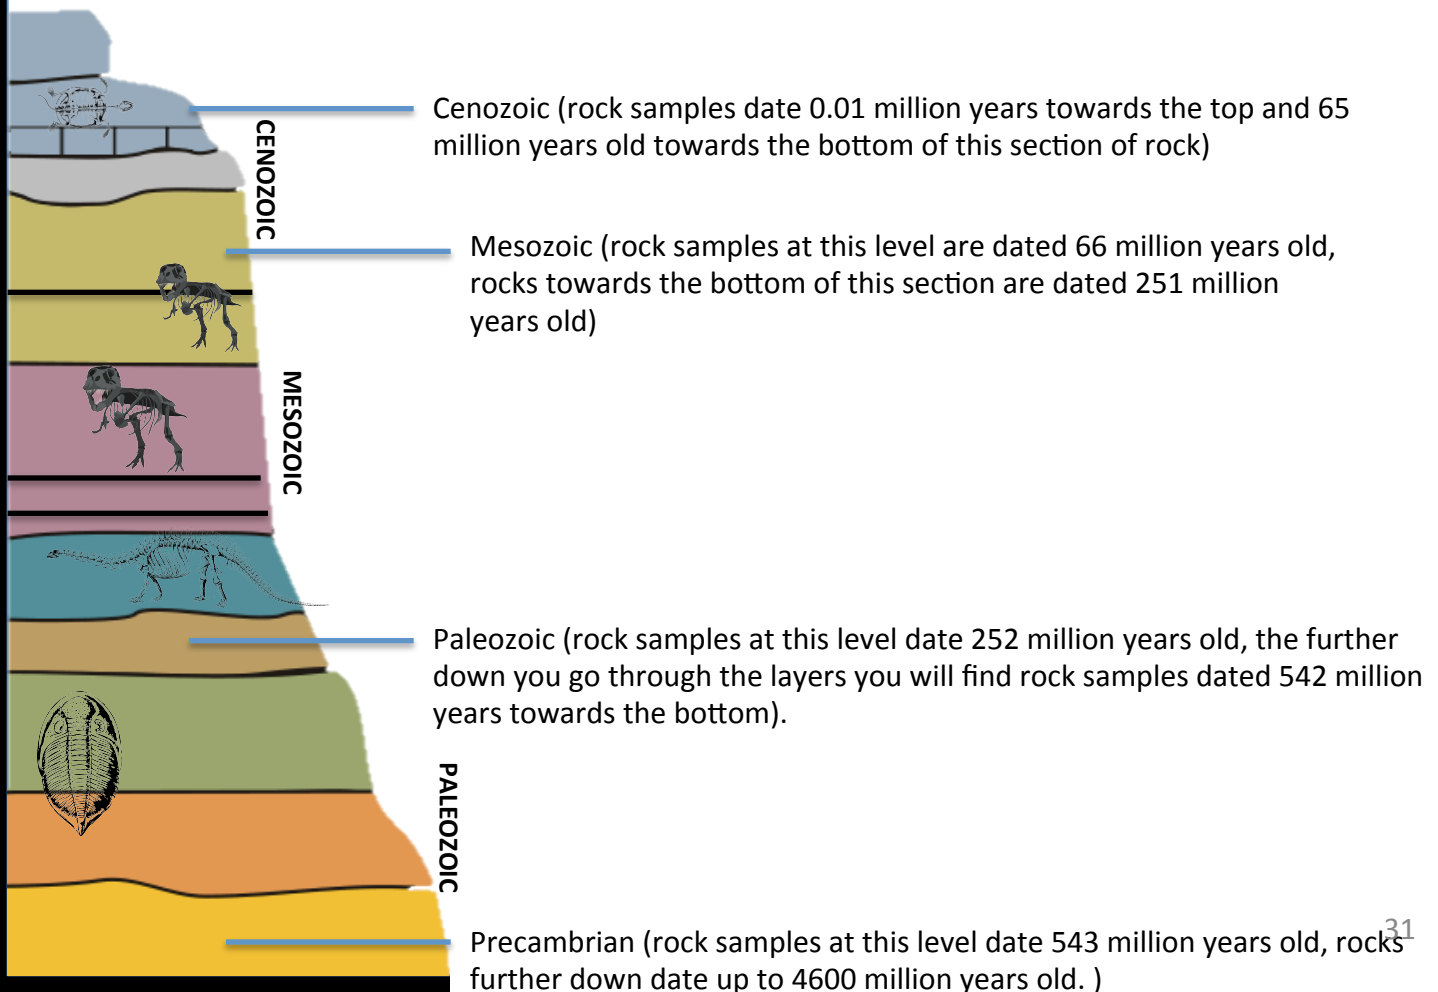 Cenozoic (rock samples date 0.01 million years towards the top and 65
million years old towards the bottom of this section of rock)
CENOZOIC
Mesozoic (rock samples at this level are dated 66 million years old,
rocks towards the bottom of this section are dated 251 million
years old)
MESOZOIC
Paleozoic (rock samples at this level date 252 million years old, the further
down you go through the layers you will find rock samples dated 542 million
years towards the bottom).
PALEOZOIC
Precambrian (rock samples at this level date 543 million years old, rocks
further down date up to 4600 million years old. )
31